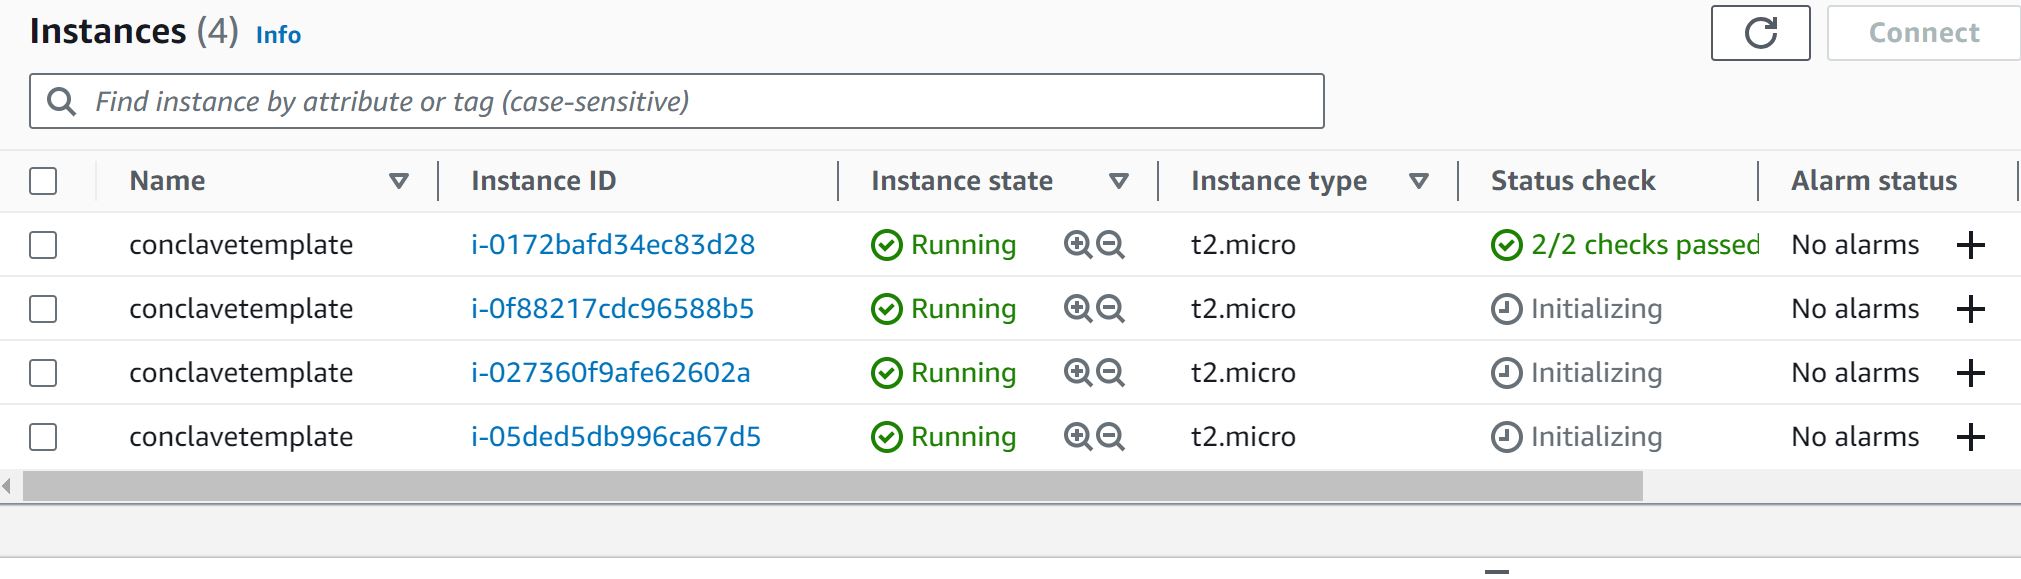 Instances (4) Info
Connect
Find instance by attribute or tag (case-sensitive)
Name Instance ID Instance state Instance type Status check Alarm status
conclavetemplate i-0172bafd34ec83d28 Running t2.micro 2/2 checks passed No alarms +
conclavetemplate i-0f88217cdc96588b5 Running t2.micro Initializing No alarms +
conclavetemplate i-027360f9afe62602a Running t2.micro Initializing No alarms +
conclavetemplate i-05ded5db996ca67d5 Running t2.micro Initializing No alarms +